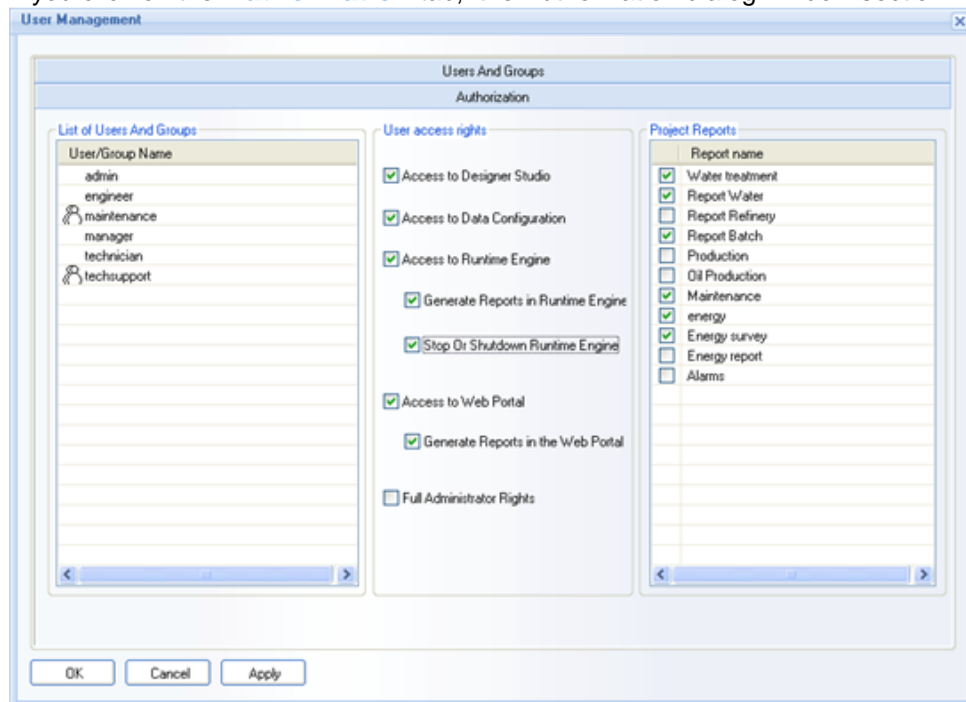 User Management
Users And Groups
Authorization
List of Users And Groups
User/Group Name
admin
engineer
maintenance
manager
technician
techsupport
User access rights
Access to Designer Studio
Access to Data Configuration
Access to Runtime Engine
Generate Reports in Runtime Engine
Stop Or Shutdown Runtime Engine
Access to Web Portal
Generate Reports in the Web Portal
Full Administrator Rights
Project Reports
Report name
Water treatment
Report Water
Report Refinery
Report Batch
Production
Oil Production
Maintenance
energy
Energy survey
Energy report
Alarms
OK Cancel Apply